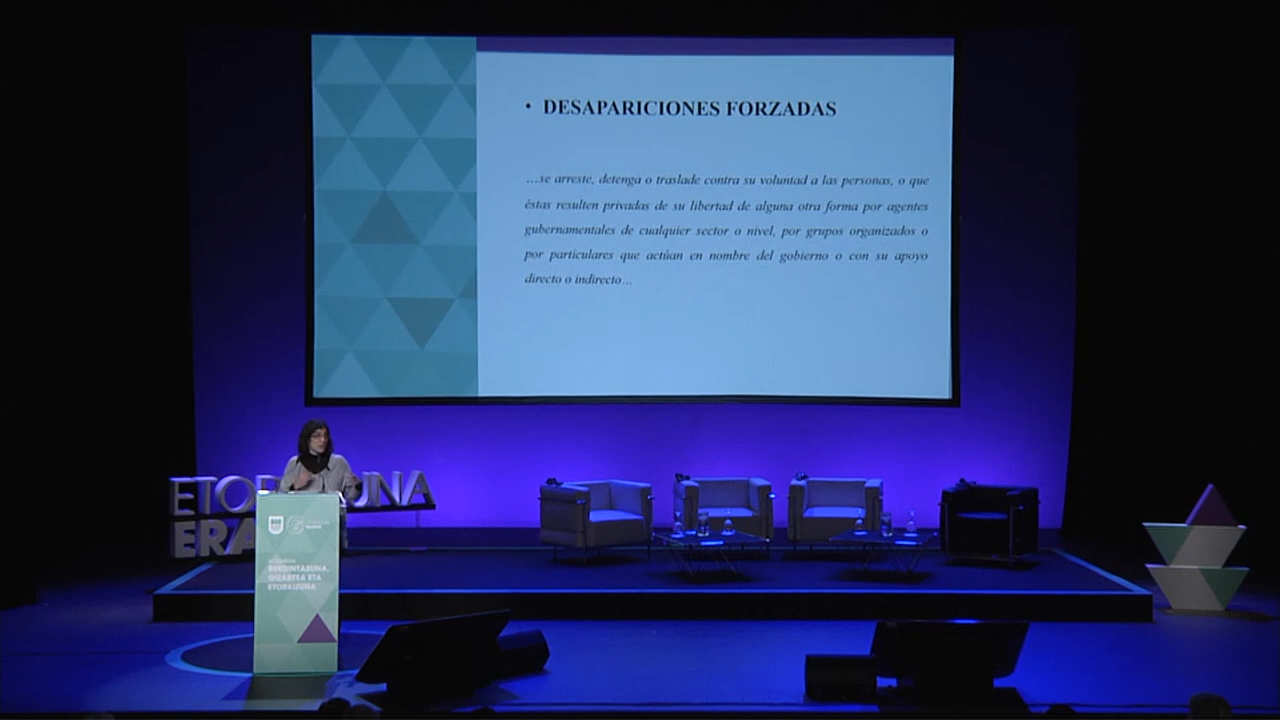 • DESAPARICIONES FORZADAS
…se arreste, detenga o traslade contra su voluntad a las personas, o que
éstas resulten privadas de su libertad de alguna otra forma por agentes
gubernamentales de cualquier sector o nivel, por grupos organizados o
por particulares que actúan en nombre del gobierno o con su apoyo
directo o indirecto…
ETOR UNA
ERA
BERDINTASUNA,
GIZARTEA ETA
ETORKIZUNA